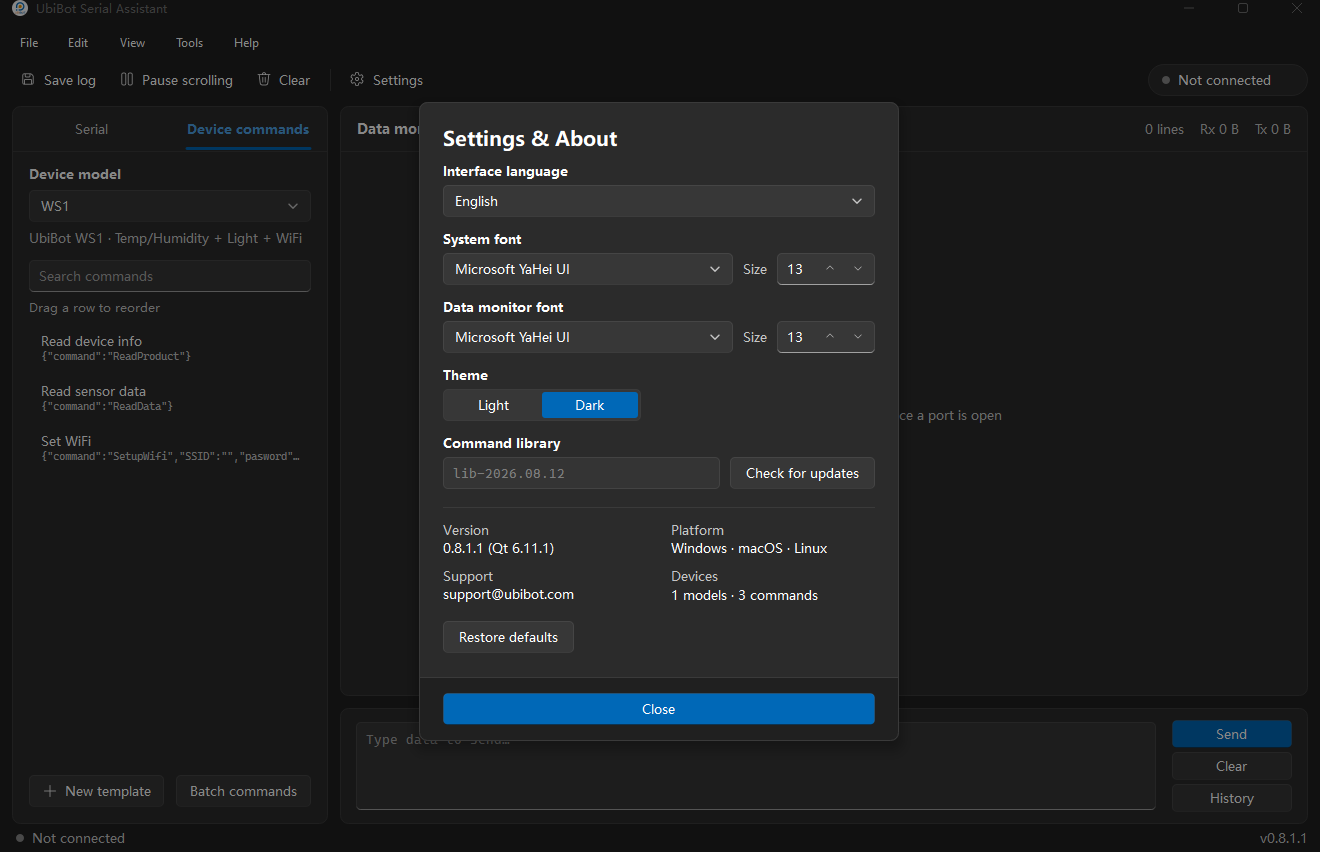 UbiBot Serial Assistant
File Edit View Tools Help
Save log Pause scrolling Clear Settings Not connected
Serial Device commands
Device model
WS1
UbiBot WS1 · Temp/Humidity + Light + WiFi
Search commands
Drag a row to reorder
Read device info
{"command":"ReadProduct"}
Read sensor data
{"command":"ReadData"}
Set WiFi
{"command":"SetupWifi","SSID":"","pasword"…
New template Batch commands
Data mo
0 lines Rx 0 B Tx 0 B
ce a port is open
Settings & About
Interface language
English
System font
Microsoft YaHei UI Size 13
Data monitor font
Microsoft YaHei UI Size 13
Theme
Light Dark
Command library
lib-2026.08.12 Check for updates
Version
0.8.1.1 (Qt 6.11.1)
Platform
Windows · macOS · Linux
Support
support@ubibot.com
Devices
1 models · 3 commands
Restore defaults
Close
Type data to send…
Send
Clear
History
Not connected
v0.8.1.1